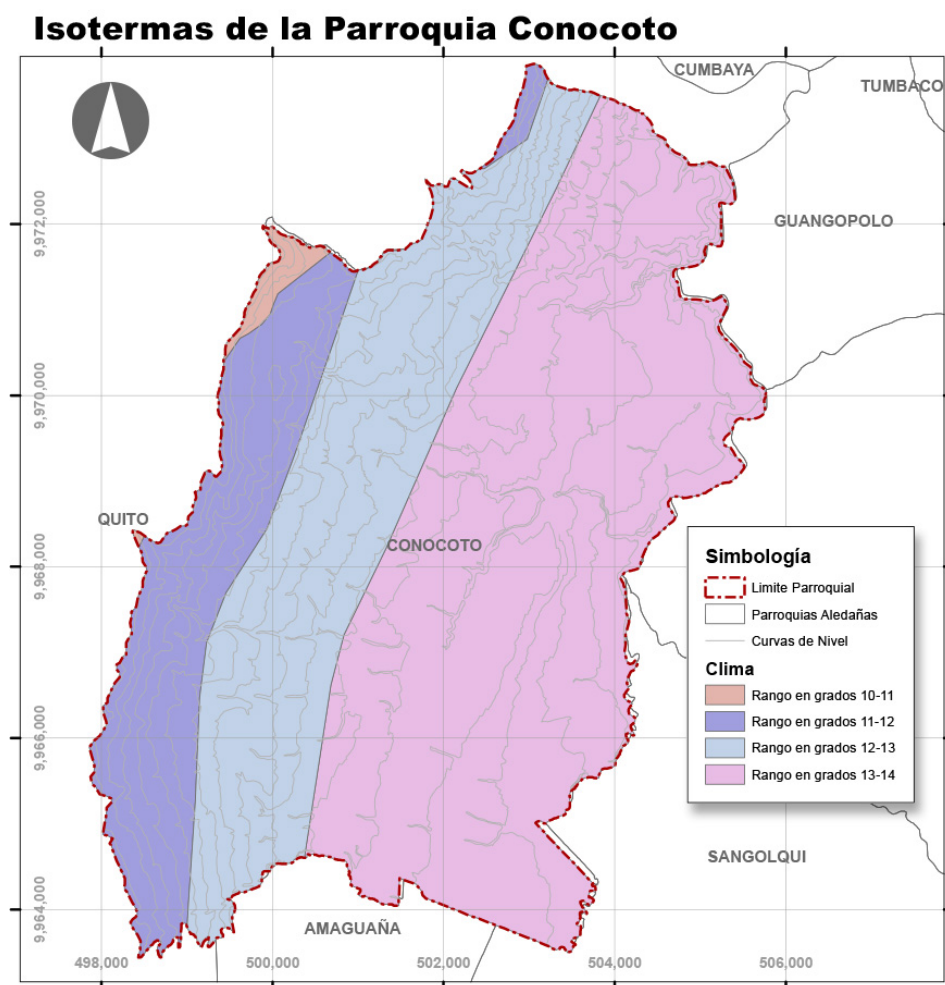 Isotermas de la Parroquia Conocoto
CUMBAYA
TUMBACO
GUANGOPOLO
QUITO
CONOCOTO
AMAGUAÑA
SANGOLQUI
9,972,000
9,970,000
9,968,000
9,966,000
9,964,000
498,000
500,000
502,000
504,000
506,000
Simbología
Limite Parroquial
Parroquias Aledañas
Curvas de Nivel
Clima
Rango en grados 10-11
Rango en grados 11-12
Rango en grados 12-13
Rango en grados 13-14